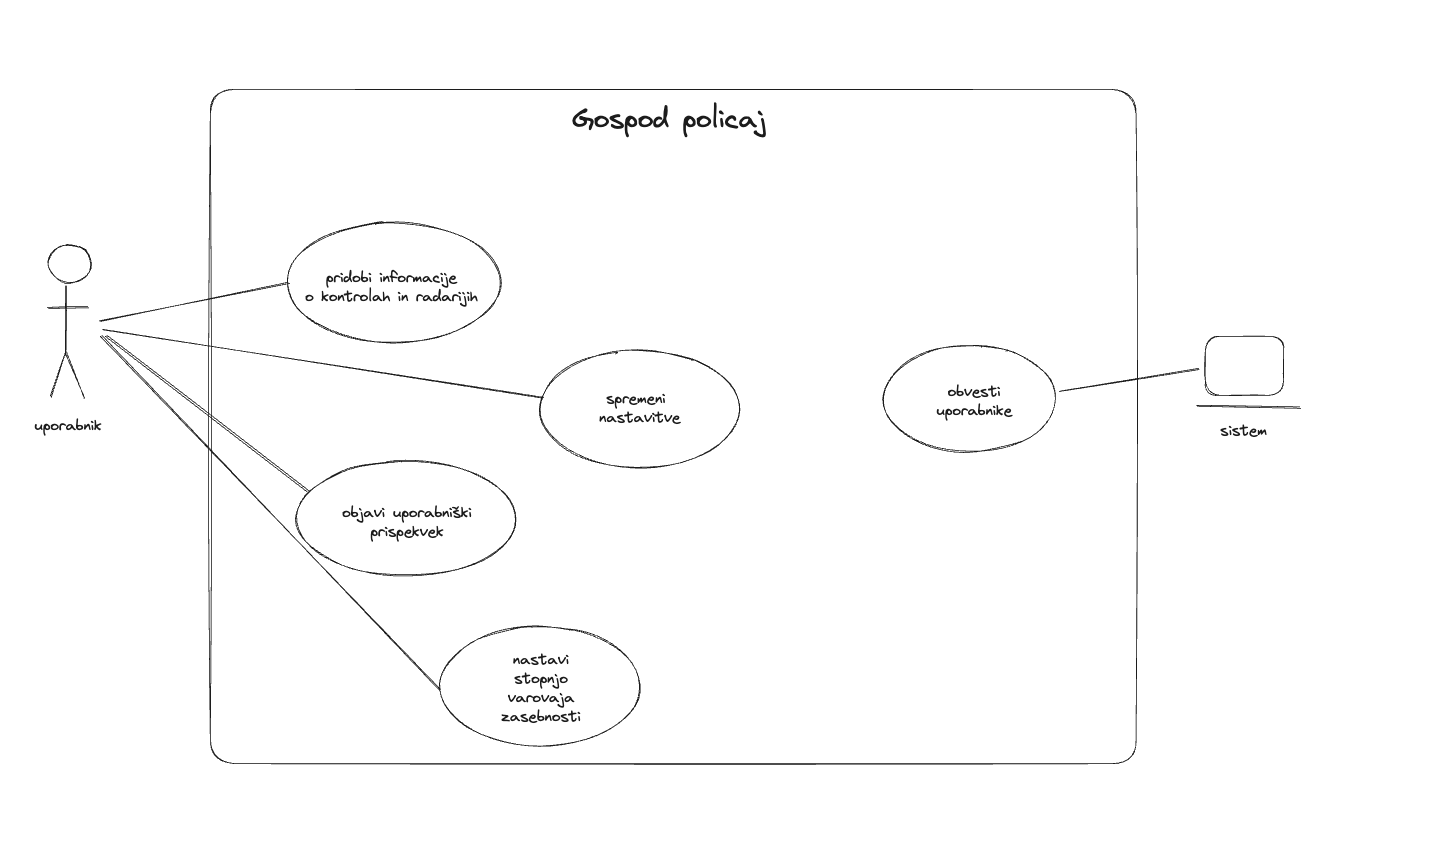 Gospod policaj
pridobi informacije
o kontrolah in radarijih
spremeni
nastavitve
obvesti
uporabnike
uporabnik
sistem
objavi uporabniški
prispekvek
nastavi
stopnjo
varovaja
zasebnosti